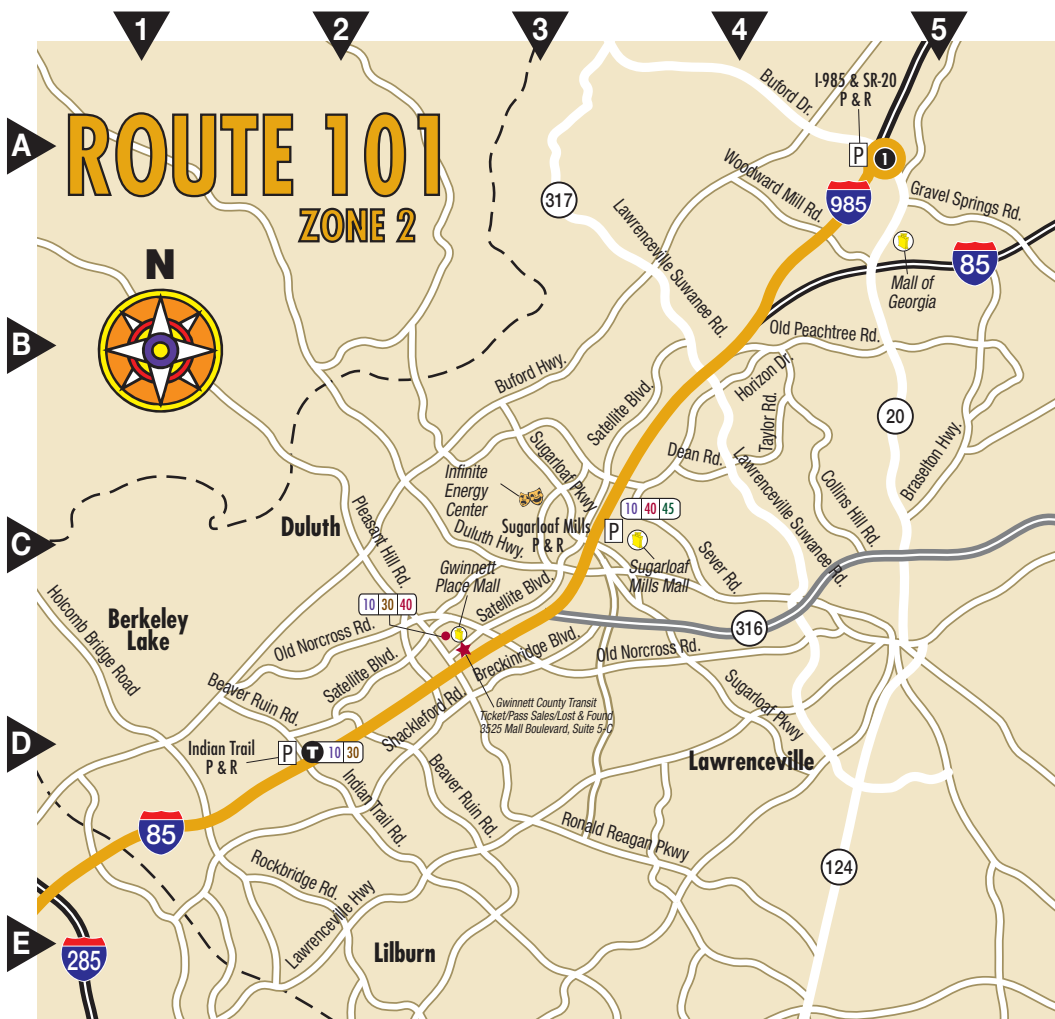 1
2
3
4
5
A
B
C
D
E
ROUTE 101
ZONE 2
N
I-985 & SR-20
P & R
P
1
Buford Dr.
Woodward Mill Rd.
985
Gravel Springs Rd.
317
Lawrenceville Suwanee Rd.
85
Mall of
Georgia
Old Peachtree Rd.
Horizon Dr.
Buford Hwy.
Satellite Blvd.
Taylor Rd.
20
Braselton Hwy.
Sugarloaf Pkwy
Dean Rd.
Lawrenceville Suwanee Rd.
Collins Hill Rd.
Infinite
Energy
Center
Duluth
Pleasant Hill Rd.
Duluth Hwy.
Sugarloaf Mills
P & R
P
10 40 45
Sugarloaf
Mills Mall
Sever Rd.
Gwinnett
Place Mall
Satellite Blvd.
10 30 40
Holcomb Bridge Road
Berkeley
Lake
Old Norcross Rd.
Breckinridge Blvd.
316
Old Norcross Rd.
Satellite Blvd.
Beaver Ruin Rd.
Shackleford Rd.
Gwinnett County Transit
Ticket/Pass Sales/Lost & Found
3525 Mall Boulevard, Suite 5-C
Sugarloaf Pkwy
Indian Trail
P & R
P
T
10 30
Lawrenceville
Indian Trail Rd.
Beaver Ruin Rd.
85
Ronald Reagan Pkwy
Rockbridge Rd.
Lawrenceville Hwy
124
Lilburn
285